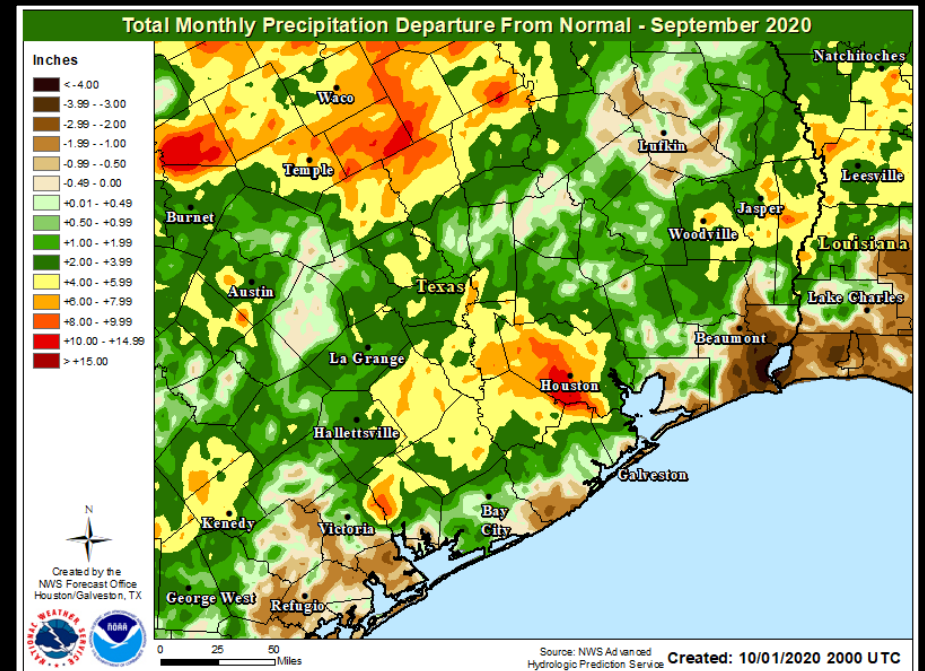 Total Monthly Precipitation Departure From Normal - September 2020
Inches
< -4.00
-3.99 - -3.00
-2.99 - -2.00
-1.99 - -1.00
-0.99 - -0.50
-0.49 - 0.00
+0.01 - +0.49
+0.50 - +0.99
+1.00 - +1.99
+2.00 - +3.99
+4.00 - +5.99
+6.00 - +7.99
+8.00 - +9.99
+10.00 - +14.99
> +15.00
Natchitoches
Waco
Lufkin
Temple
Leesville
Burnet
Jasper
Woodville
Louisiana
Austin
Texas
Lake Charles
Beaumont
La Grange
Houston
Hallettsville
Galveston
Kenedy
Victoria
Bay
City
George West
Refugio
N
Created by the
NWS Forecast Office
Houston/Galveston, TX
NATIONAL WEATHER SERVICE
NOAA
0 25 50
Miles
Source: NWS Advanced
Hydrologic Prediction Service
Created: 10/01/2020 2000 UTC